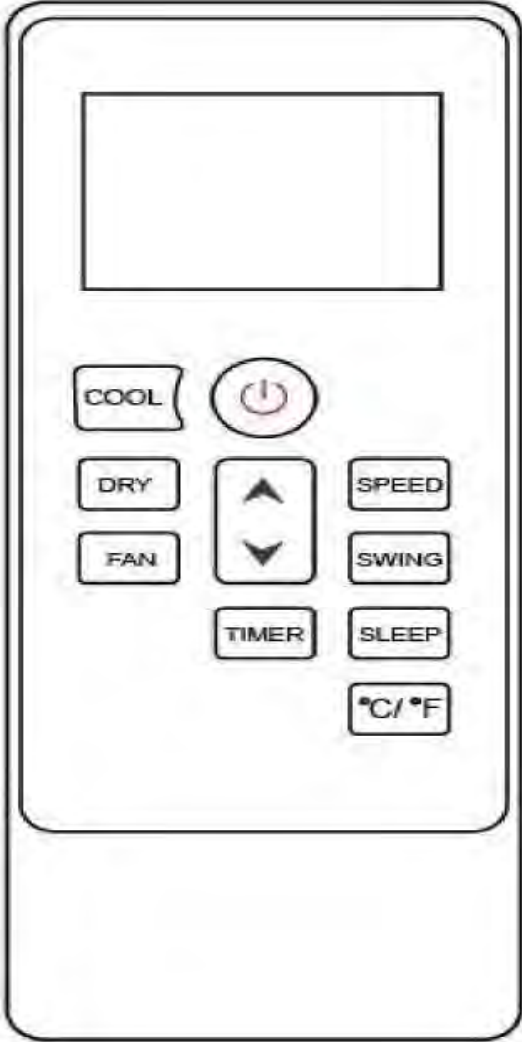 COOL
DRY
SPEED
FAN
SWING
TIMER
SLEEP
°C/ °F